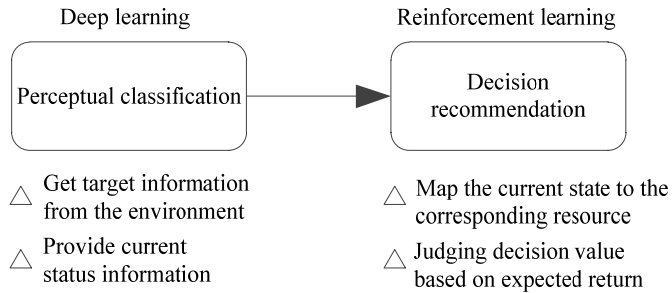 Deep learning
Perceptual classification
Get target information
from the environment
Provide current
status information
Reinforcement learning
Decision
recommendation
Map the current state to the
corresponding resource
Judging decision value
based on expected return